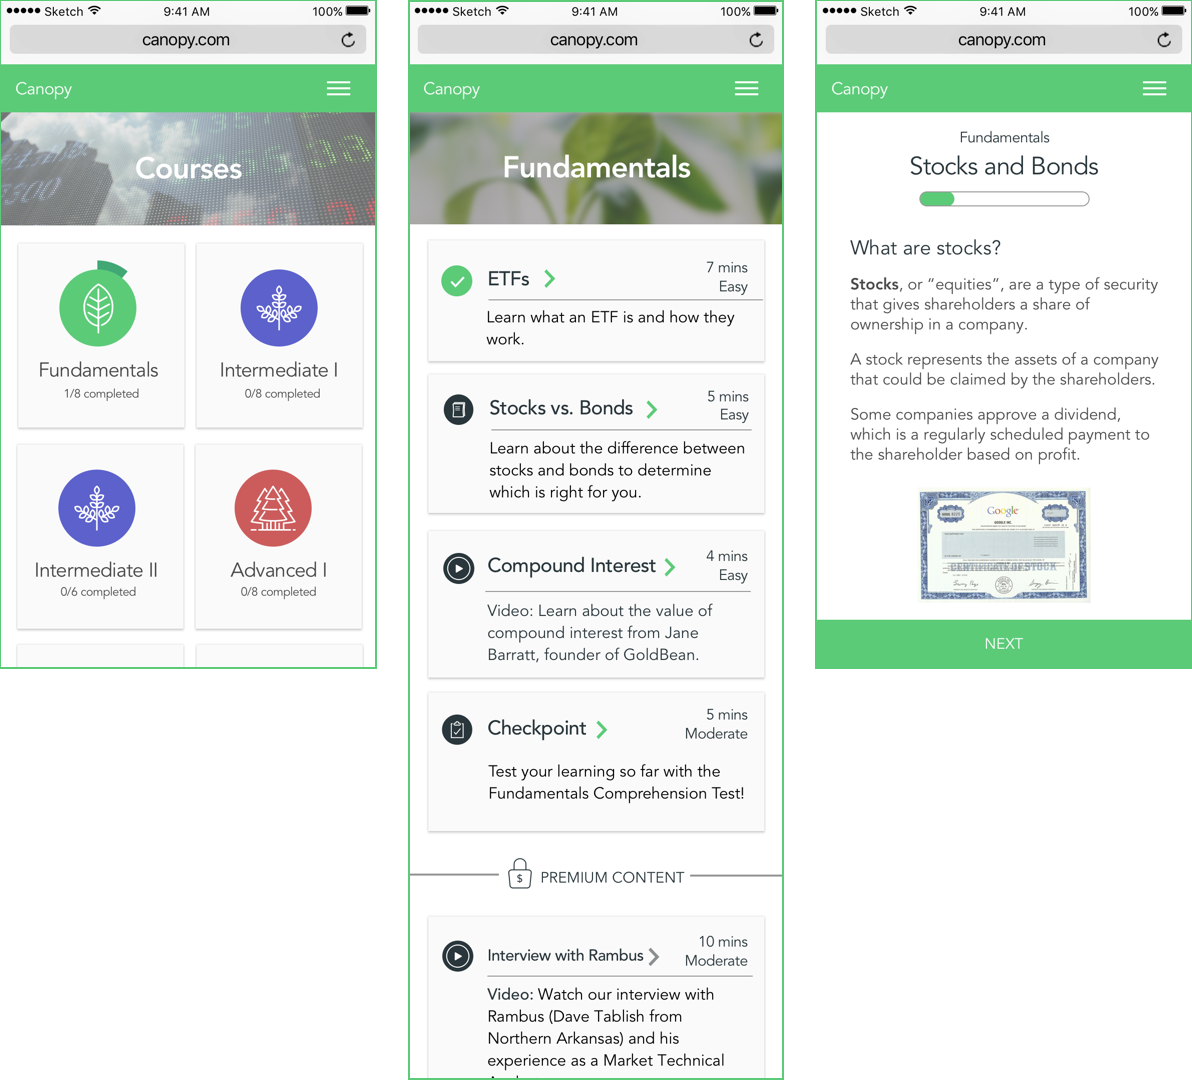 Sketch 9:41 AM 100%
canopy.com
Canopy
Courses
Fundamentals
1/8 completed
Intermediate I
0/8 completed
Intermediate II
0/6 completed
Advanced I
0/8 completed
Sketch 9:41 AM 100%
canopy.com
Canopy
Fundamentals
ETFs
7 mins
Easy
Learn what an ETF is and how they
work.
Stocks vs. Bonds
5 mins
Easy
Learn about the difference between
stocks and bonds to determine
which is right for you.
Compound Interest
4 mins
Easy
Video: Learn about the value of
compound interest from Jane
Barratt, founder of GoldBean.
Checkpoint
5 mins
Moderate
Test your learning so far with the
Fundamentals Comprehension Test!
$ PREMIUM CONTENT
Interview with Rambus
10 mins
Moderate
Video: Watch our interview with
Rambus (Dave Tablish from
Northern Arkansas) and his
experience as a Market Technical
Sketch 9:41 AM 100%
canopy.com
Canopy
Fundamentals
Stocks and Bonds
What are stocks?
Stocks, or “equities”, are a type of security
that gives shareholders a share of
ownership in a company.
A stock represents the assets of a company
that could be claimed by the shareholders.
Some companies approve a dividend,
which is a regularly scheduled payment to
the shareholder based on profit.
Google
GOOGLE INC
CERTIFICATE OF STOCK
NEXT